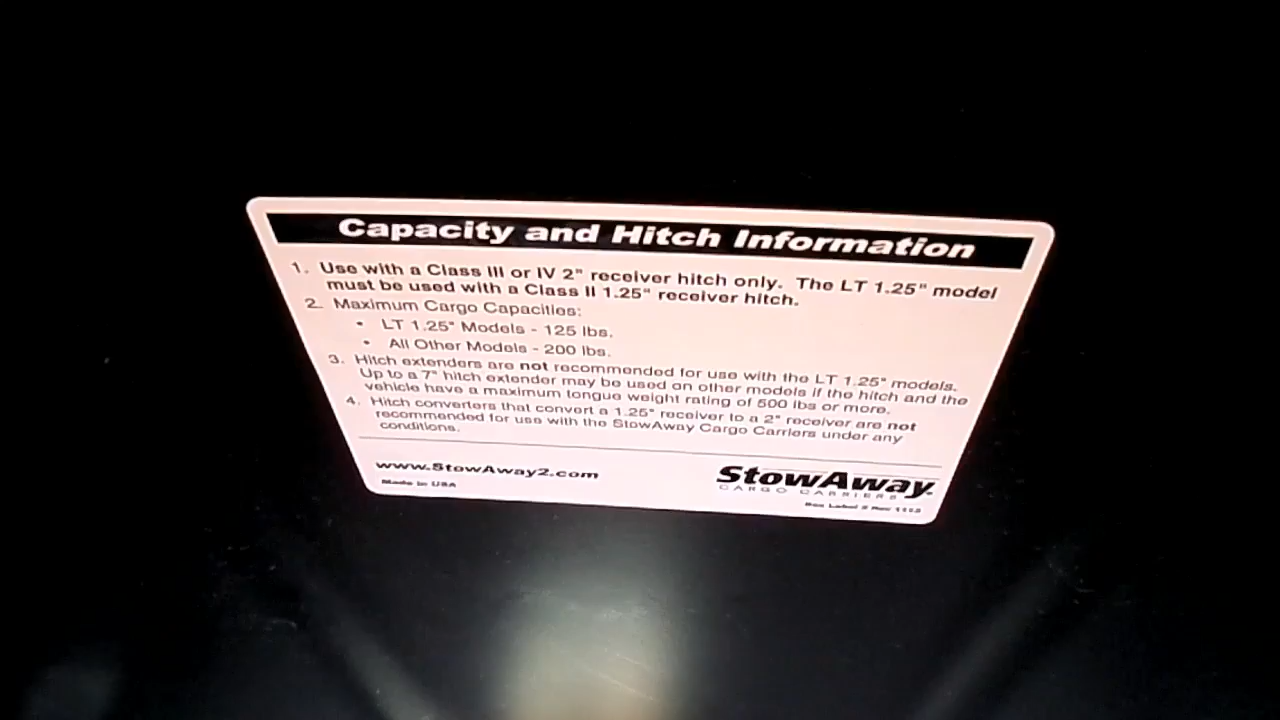 Capacity and Hitch Information
1. Use with a Class III or IV 2" receiver hitch only. The LT 1.25" model
must be used with a Class II 1.25" receiver hitch.
2. Maximum Cargo Capacities:
• LT 1.25" Models - 125 lbs.
• All Other Models - 200 lbs.
3. Hitch extenders are not recommended for use with the LT 1.25" models.
Up to a 7" hitch extender may be used on other models if the hitch and the
vehicle have a maximum tongue weight rating of 500 lbs or more.
4. Hitch converters that convert a 1.25" receiver to a 2" receiver are not
recommended for use with the StowAway Cargo Carriers under any
conditions.
www.StowAway2.com
Made in USA
StowAway
CARGO CARRIERS
Box Label 2 Rev